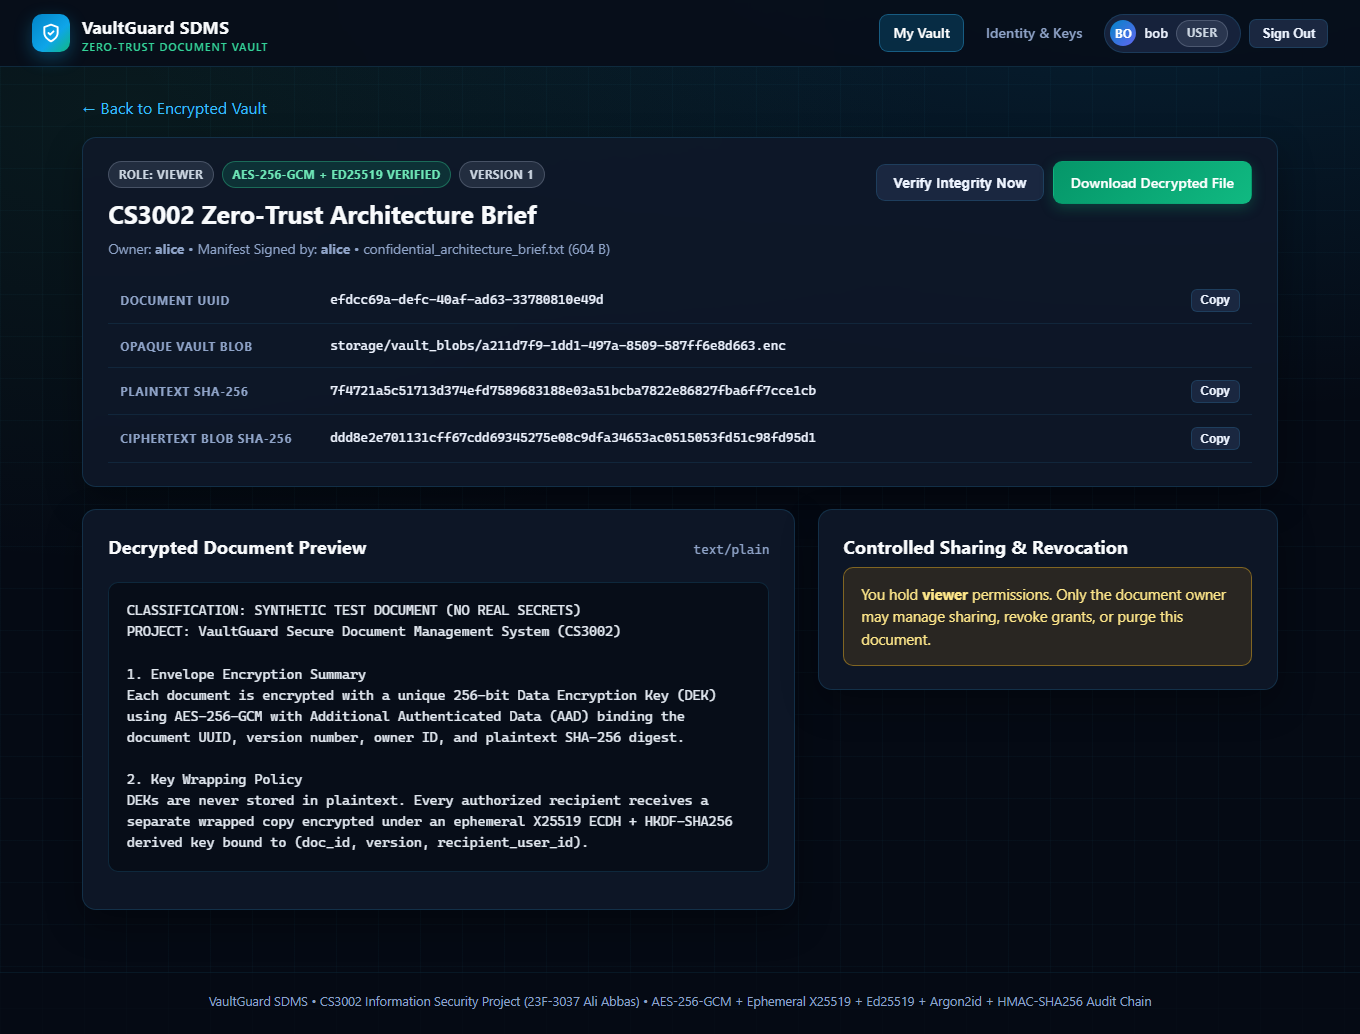 VaultGuard SDMS
ZERO-TRUST DOCUMENT VAULT
My Vault
Identity & Keys
BO bob USER
Sign Out
← Back to Encrypted Vault
ROLE: VIEWER
AES-256-GCM + ED25519 VERIFIED
VERSION 1
Verify Integrity Now
Download Decrypted File
CS3002 Zero-Trust Architecture Brief
Owner: alice • Manifest Signed by: alice • confidential_architecture_brief.txt (604 B)
DOCUMENT UUID efdcc69a-defc-40af-ad63-33780810e49d Copy
OPAQUE VAULT BLOB storage/vault_blobs/a211d7f9-1dd1-497a-8509-587ff6e8d663.enc
PLAINTEXT SHA-256 7f4721a5c51713d374efd7589683188e03a51bcba7822e86827fba6ff7cce1cb Copy
CIPHERTEXT BLOB SHA-256 ddd8e2e701131cff67cdd69345275e08c9dfa34653ac0515053fd51c98fd95d1 Copy
Decrypted Document Preview
text/plain
CLASSIFICATION: SYNTHETIC TEST DOCUMENT (NO REAL SECRETS)
PROJECT: VaultGuard Secure Document Management System (CS3002)
1. Envelope Encryption Summary
Each document is encrypted with a unique 256-bit Data Encryption Key (DEK)
using AES-256-GCM with Additional Authenticated Data (AAD) binding the
document UUID, version number, owner ID, and plaintext SHA-256 digest.
2. Key Wrapping Policy
DEKs are never stored in plaintext. Every authorized recipient receives a
separate wrapped copy encrypted under an ephemeral X25519 ECDH + HKDF-SHA256
derived key bound to (doc_id, version, recipient_user_id).
Controlled Sharing & Revocation
You hold viewer permissions. Only the document owner
may manage sharing, revoke grants, or purge this
document.
VaultGuard SDMS • CS3002 Information Security Project (23F-3037 Ali Abbas) • AES-256-GCM + Ephemeral X25519 + Ed25519 + Argon2id + HMAC-SHA256 Audit Chain